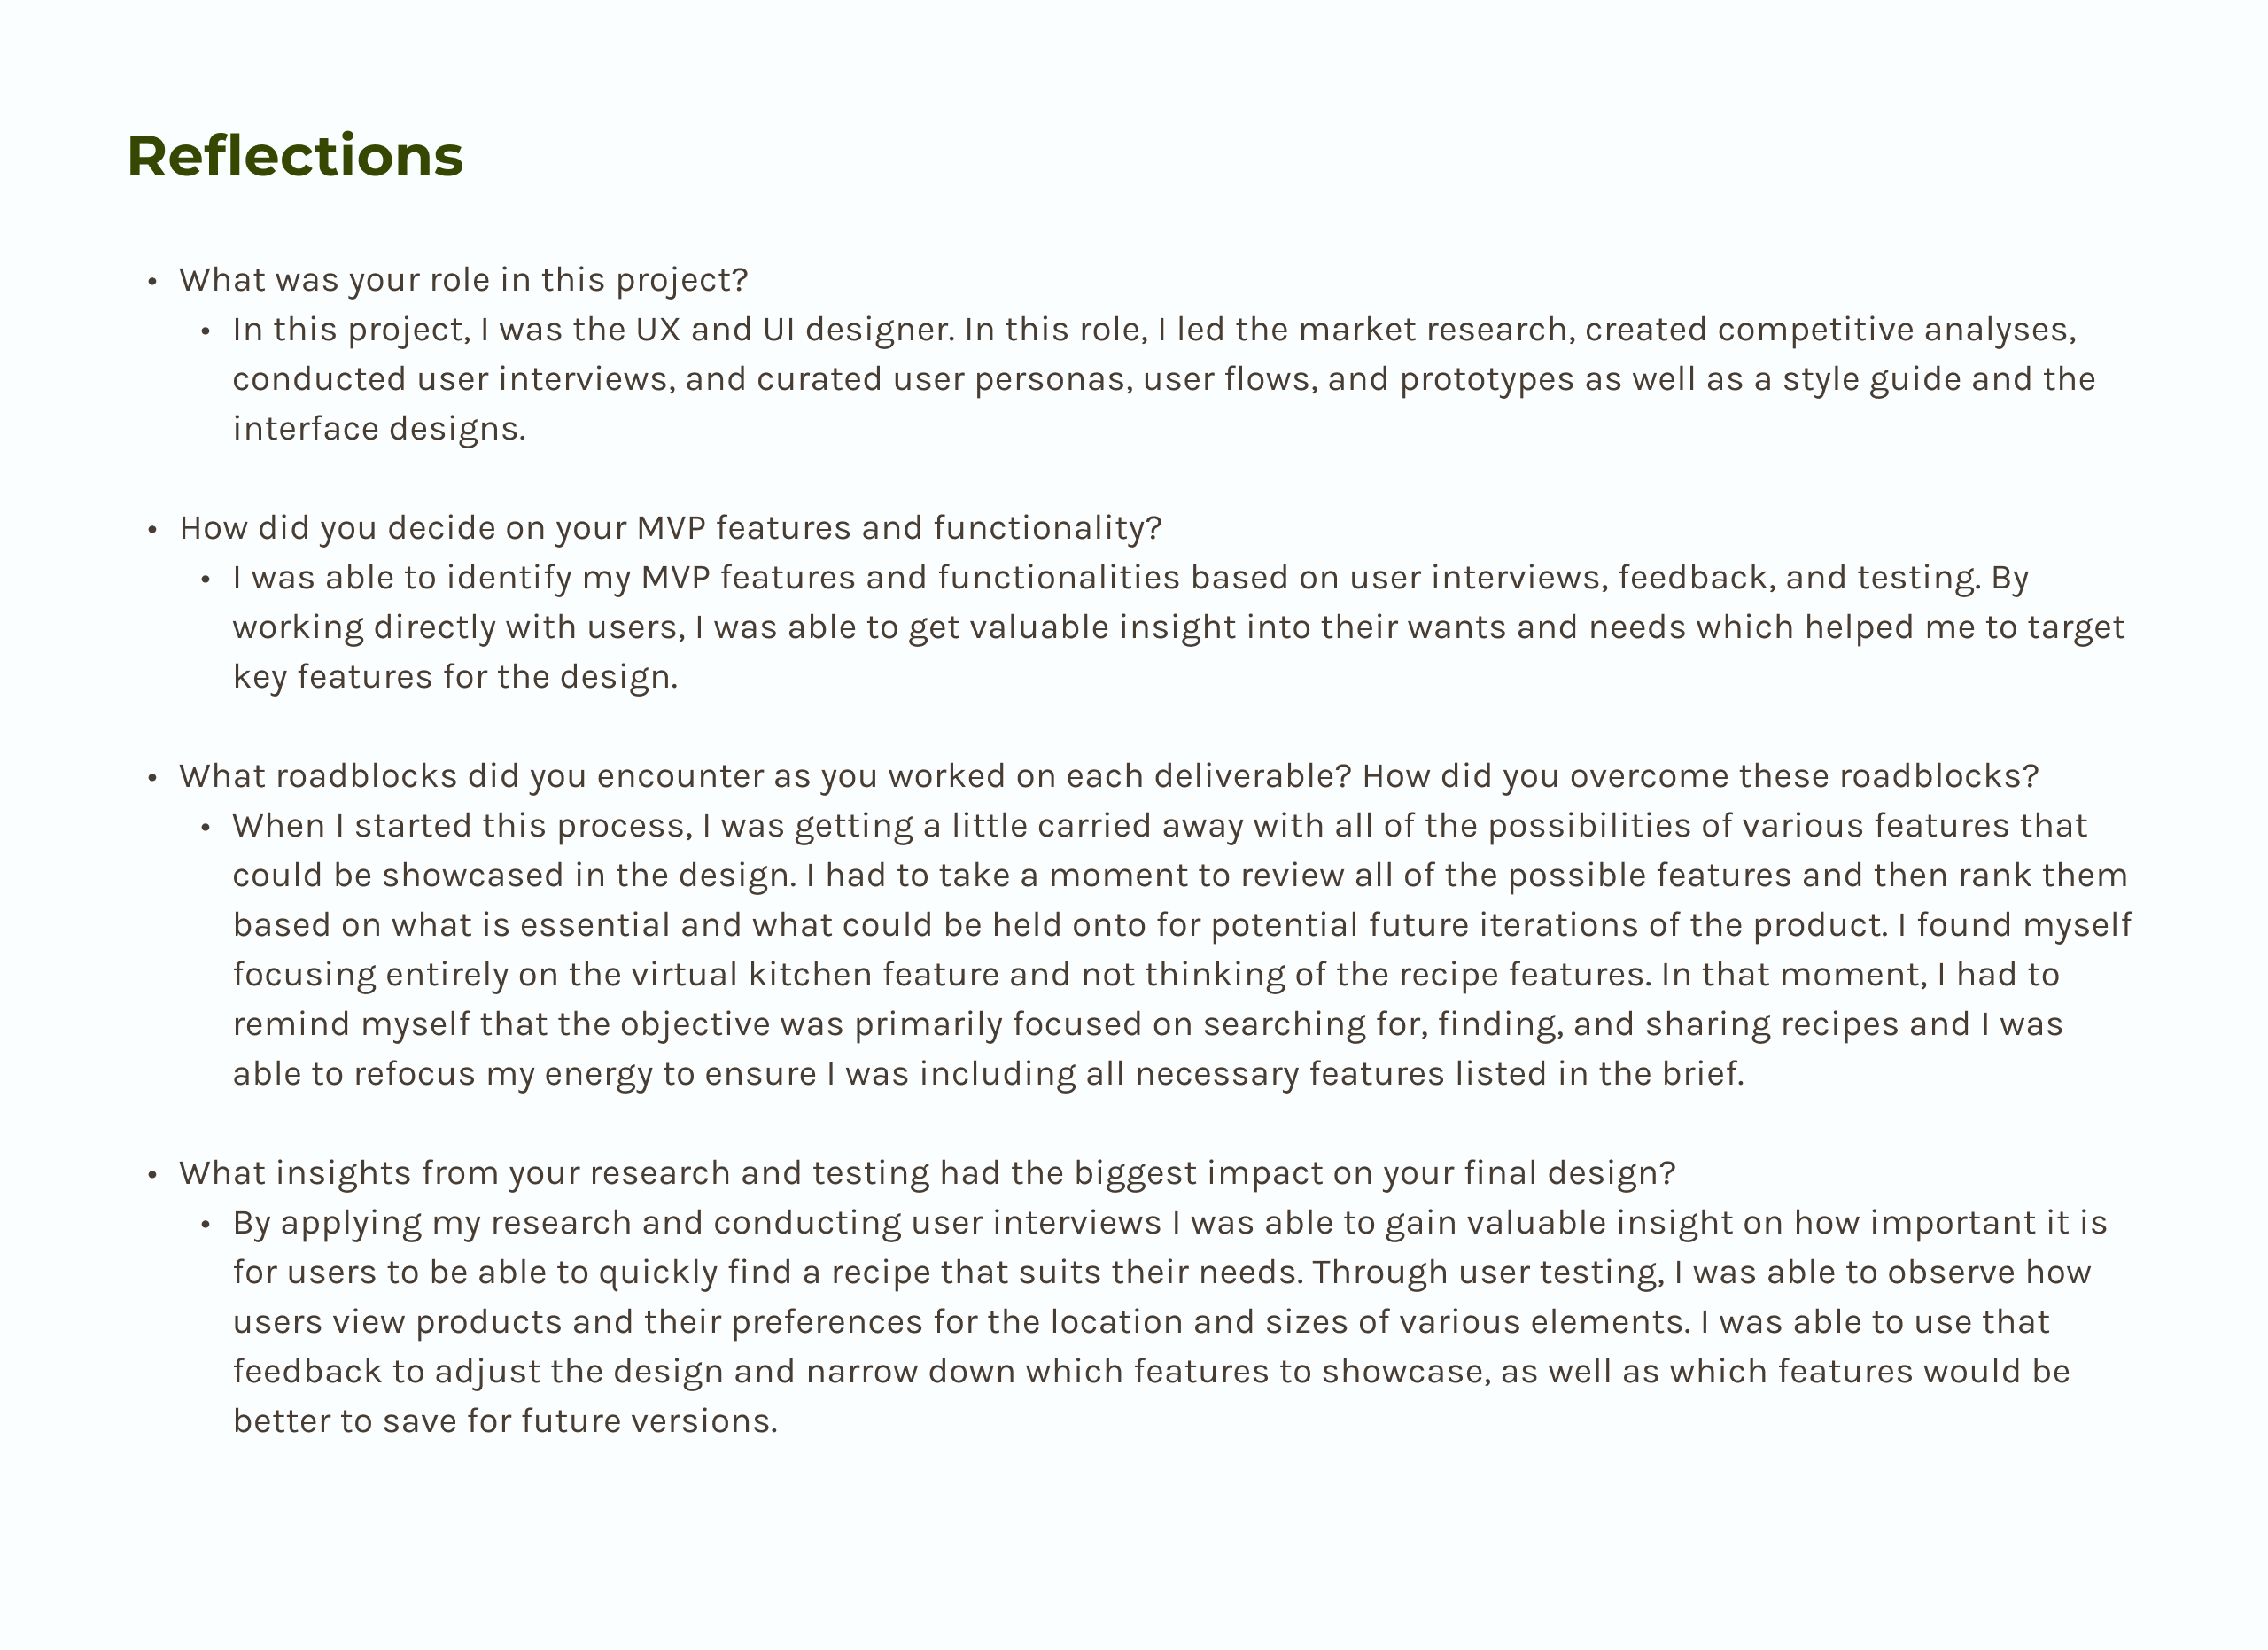 Reflections
• What was your role in this project?
• In this project, I was the UX and UI designer. In this role, I led the market research, created competitive analyses,
conducted user interviews, and curated user personas, user flows, and prototypes as well as a style guide and the
interface designs.
• How did you decide on your MVP features and functionality?
• I was able to identify my MVP features and functionalities based on user interviews, feedback, and testing. By
working directly with users, I was able to get valuable insight into their wants and needs which helped me to target
key features for the design.
• What roadblocks did you encounter as you worked on each deliverable? How did you overcome these roadblocks?
• When I started this process, I was getting a little carried away with all of the possibilities of various features that
could be showcased in the design. I had to take a moment to review all of the possible features and then rank them
based on what is essential and what could be held onto for potential future iterations of the product. I found myself
focusing entirely on the virtual kitchen feature and not thinking of the recipe features. In that moment, I had to
remind myself that the objective was primarily focused on searching for, finding, and sharing recipes and I was
able to refocus my energy to ensure I was including all necessary features listed in the brief.
• What insights from your research and testing had the biggest impact on your final design?
• By applying my research and conducting user interviews I was able to gain valuable insight on how important it is
for users to be able to quickly find a recipe that suits their needs. Through user testing, I was able to observe how
users view products and their preferences for the location and sizes of various elements. I was able to use that
feedback to adjust the design and narrow down which features to showcase, as well as which features would be
better to save for future versions.